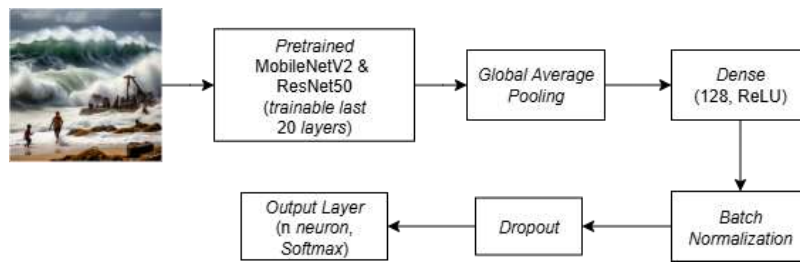 Pretrained
MobileNetV2 &
ResNet50
(trainable last
20 layers)
Global Average
Pooling
Dense
(128, ReLU)
Batch
Normalization
Dropout
Output Layer
(n neuron,
Softmax)